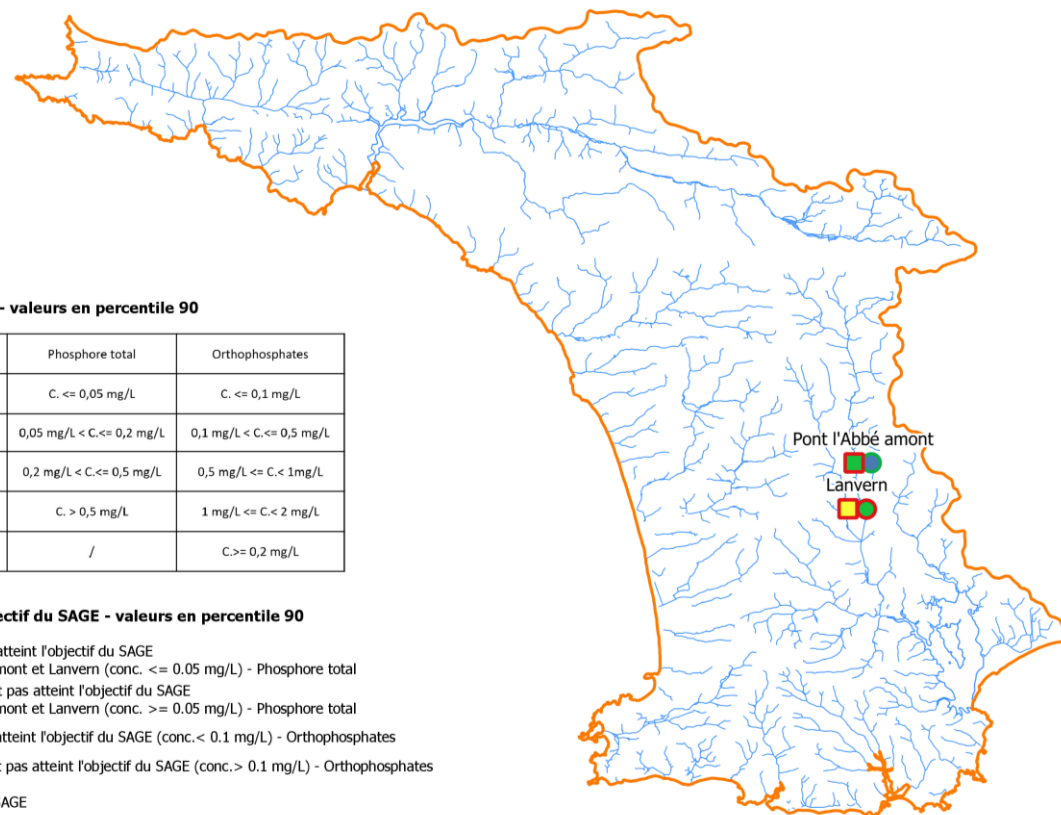 - valeurs en percentile 90
Phosphore total Orthophosphates
C. <= 0,05 mg/L C. <= 0,1 mg/L
0,05 mg/L < C.<= 0,2 mg/L 0,1 mg/L < C.<= 0,5 mg/L
0,2 mg/L < C.<= 0,5 mg/L 0,5 mg/L <= C.< 1mg/L
C. > 0,5 mg/L 1 mg/L <= C.< 2 mg/L
/ C.>= 0,2 mg/L
Pont l'Abbé amont
Lanvern
ectif du SAGE - valeurs en percentile 90
atteint l'objectif du SAGE
mont et Lanvern (conc. <= 0.05 mg/L) - Phosphore total
t pas atteint l'objectif du SAGE
mont et Lanvern (conc. >= 0.05 mg/L) - Phosphore total
atteint l'objectif du SAGE (conc.< 0.1 mg/L) - Orthophosphates
t pas atteint l'objectif du SAGE (conc.> 0.1 mg/L) - Orthophosphates
SAGE